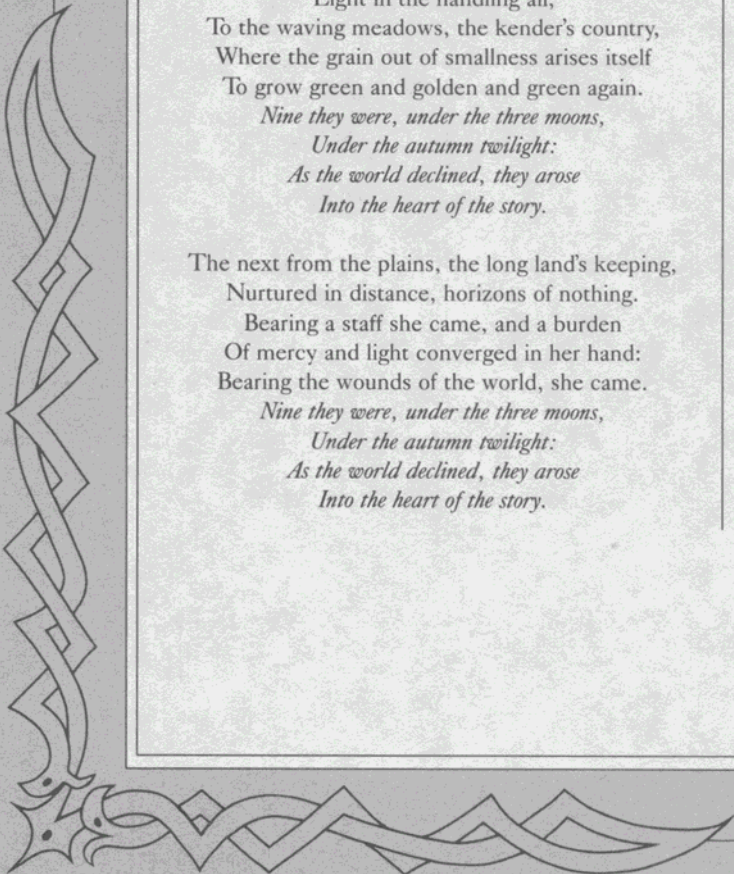 Light in the handling all,
To the waving meadows, the kender's country,
Where the grain out of smallness arises itself
To grow green and golden and green again.
Nine they were, under the three moons,
Under the autumn twilight:
As the world declined, they arose
Into the heart of the story.
The next from the plains, the long land's keeping,
Nurtured in distance, horizons of nothing.
Bearing a staff she came, and a burden
Of mercy and light converged in her hand:
Bearing the wounds of the world, she came.
Nine they were, under the three moons,
Under the autumn twilight:
As the world declined, they arose
Into the heart of the story.